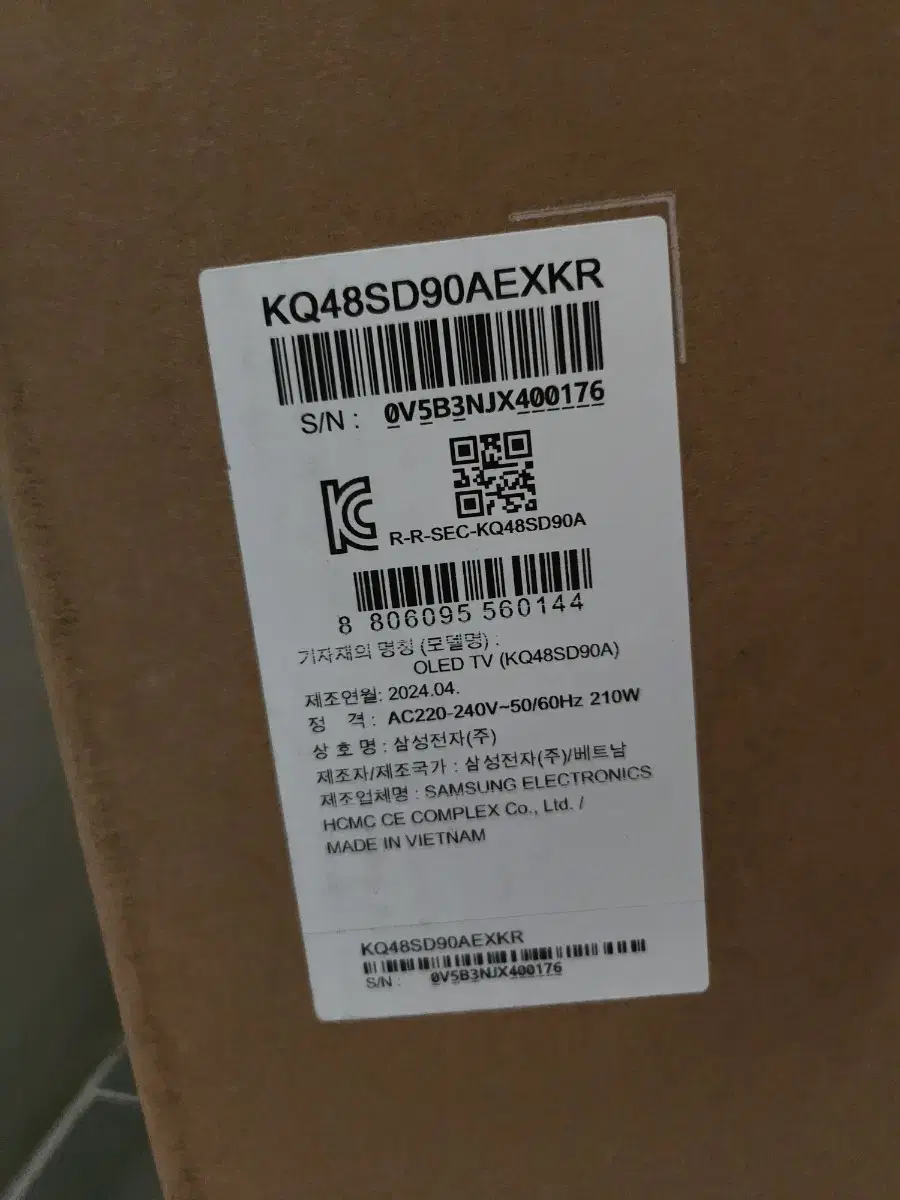 KQ48SD90AEXKR
S/N : 0V5B3NJX400176
R-R-SEC-KQ48SD90A
8 806095 560144
기자재의 명칭 (모델명) :
OLED TV (KQ48SD90A)
제조연월: 2024.04.
정 격 : AC220-240V~50/60Hz 210W
상 호 명 : 삼성전자(주)
제조자/제조국가 : 삼성전자(주)/베트남
제조업체명 : SAMSUNG ELECTRONICS
HCMC CE COMPLEX Co., Ltd. /
MADE IN VIETNAM
KQ48SD90AEXKR
S/N : 0V5B3NJX400176